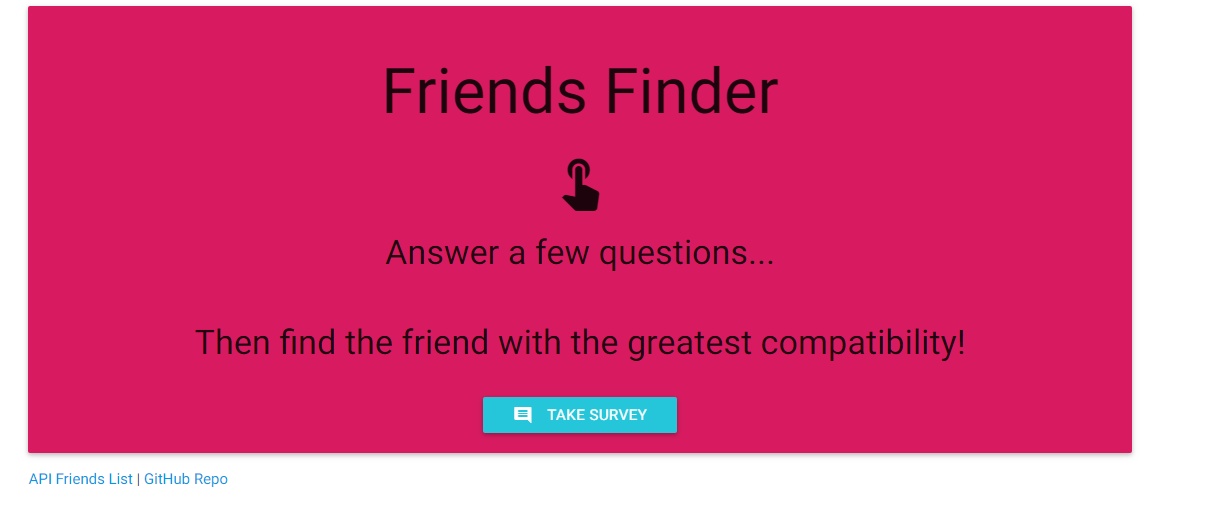 Friends Finder
Answer a few questions...
Then find the friend with the greatest compatibility!
TAKE SURVEY
API Friends List | GitHub Repo